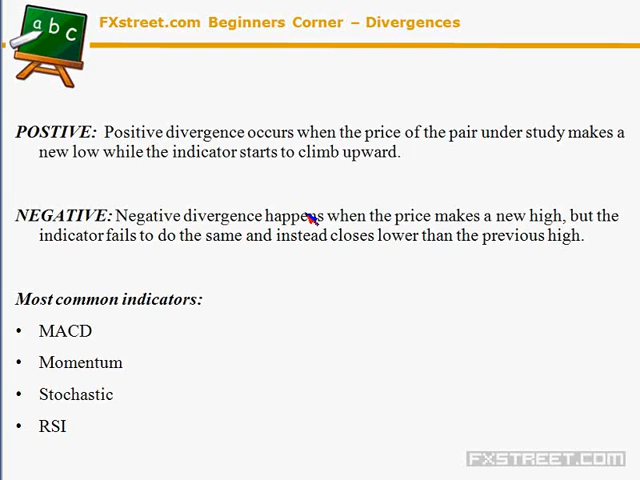 a b c
FXstreet.com Beginners Corner – Divergences
POSTIVE: Positive divergence occurs when the price of the pair under study makes a
new low while the indicator starts to climb upward.
NEGATIVE: Negative divergence happens when the price makes a new high, but the
indicator fails to do the same and instead closes lower than the previous high.
Most common indicators:
• MACD
• Momentum
• Stochastic
• RSI
FXSTREET.COM